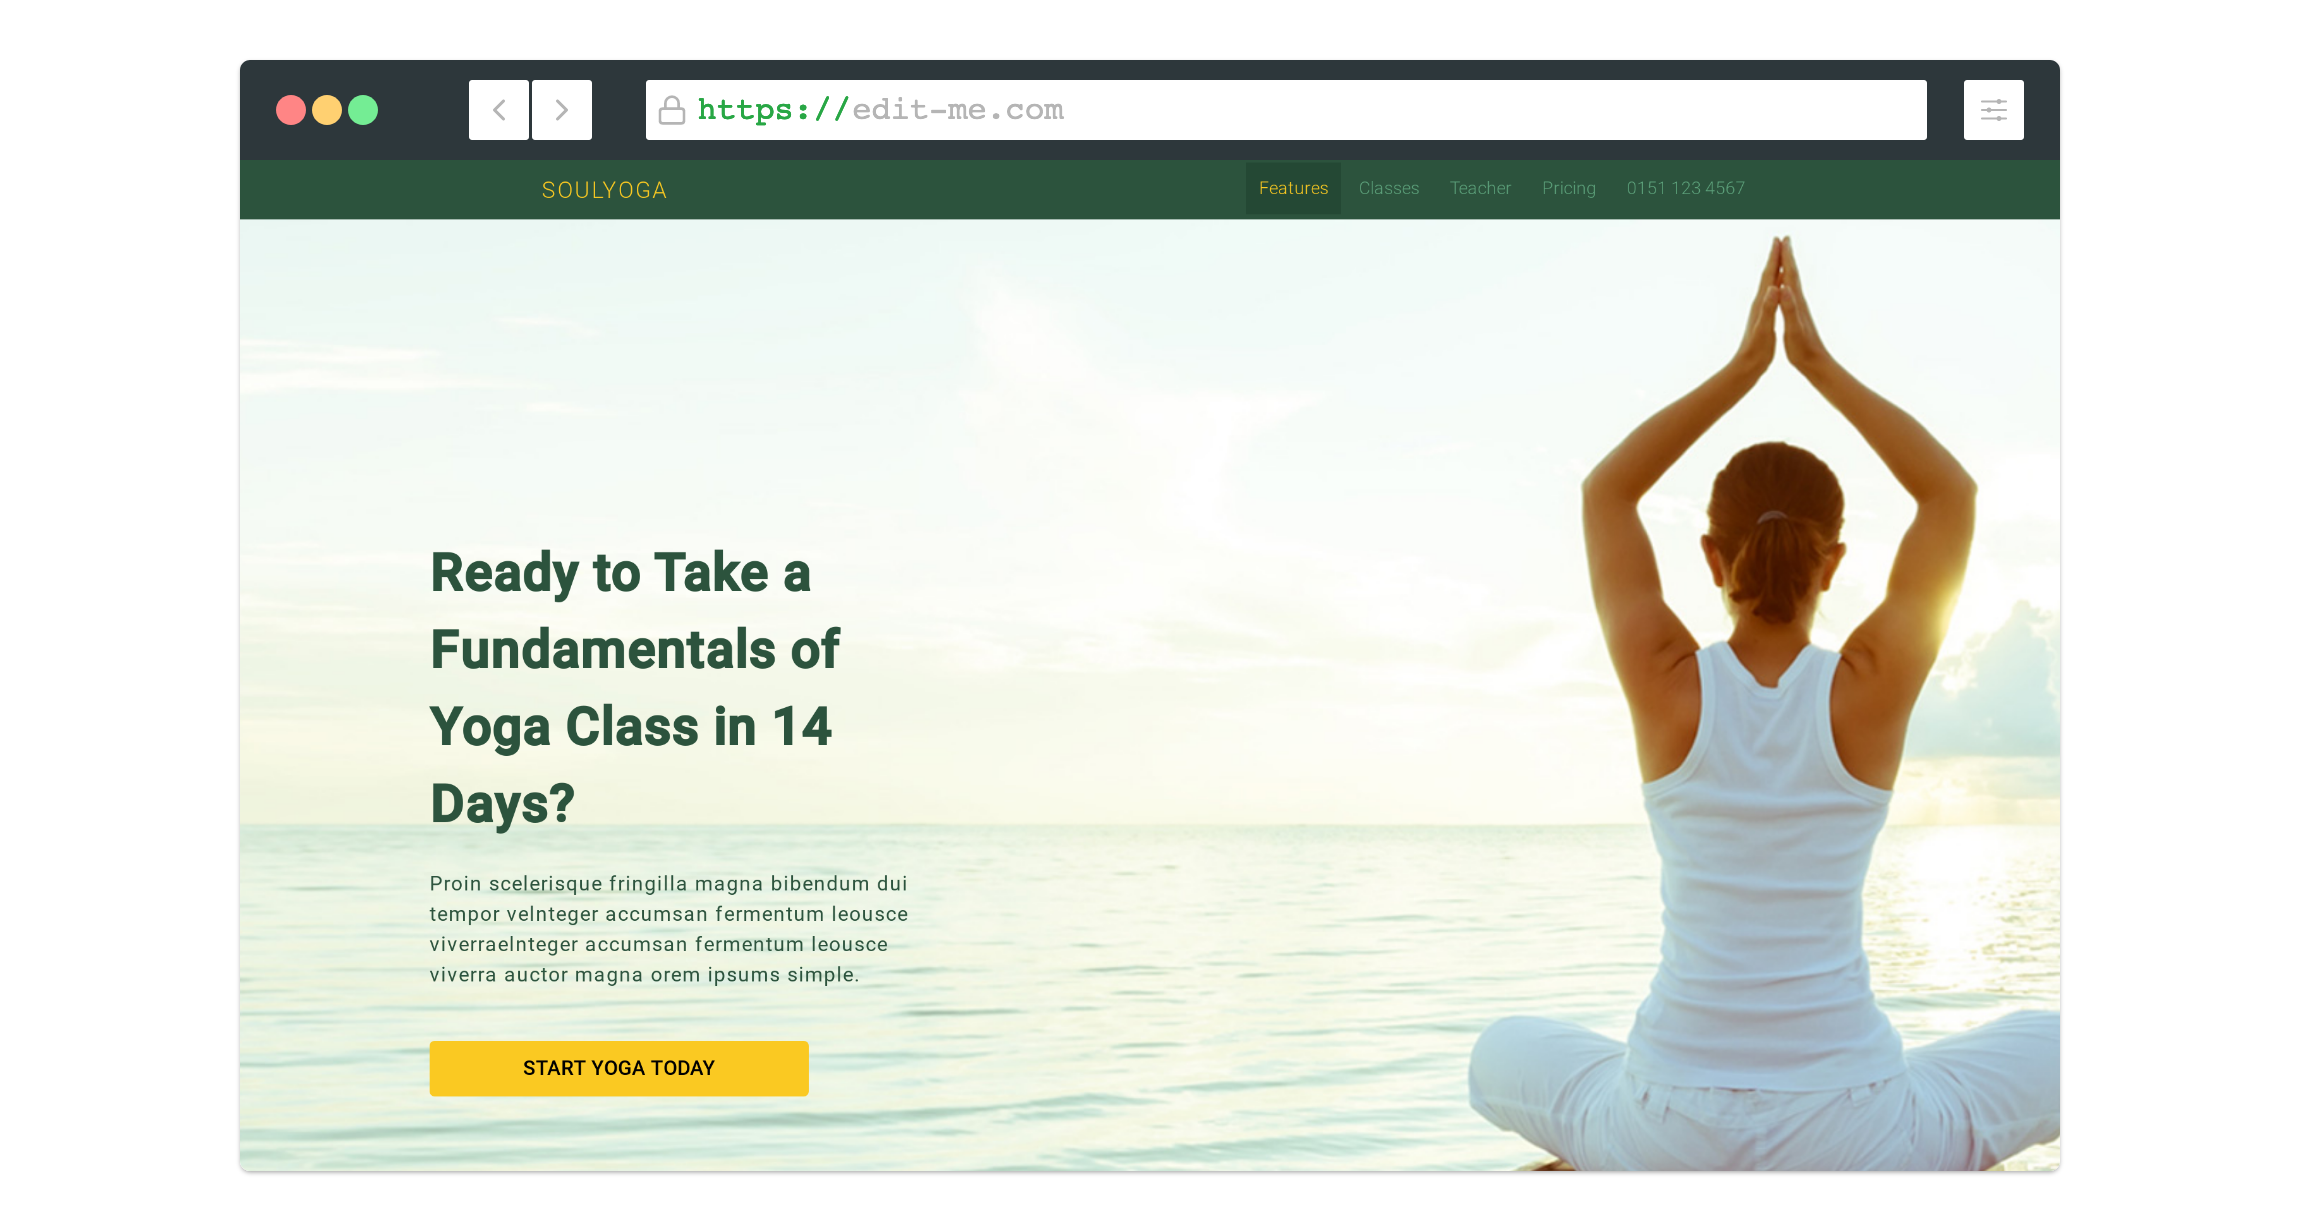 https://edit-me.com
SOULYOGA
Features Classes Teacher Pricing 0151 123 4567
Ready to Take a
Fundamentals of
Yoga Class in 14
Days?
Proin scelerisque fringilla magna bibendum dui
tempor velnteger accumsan fermentum leousce
viverraelnteger accumsan fermentum leousce
viverra auctor magna orem ipsums simple.
START YOGA TODAY